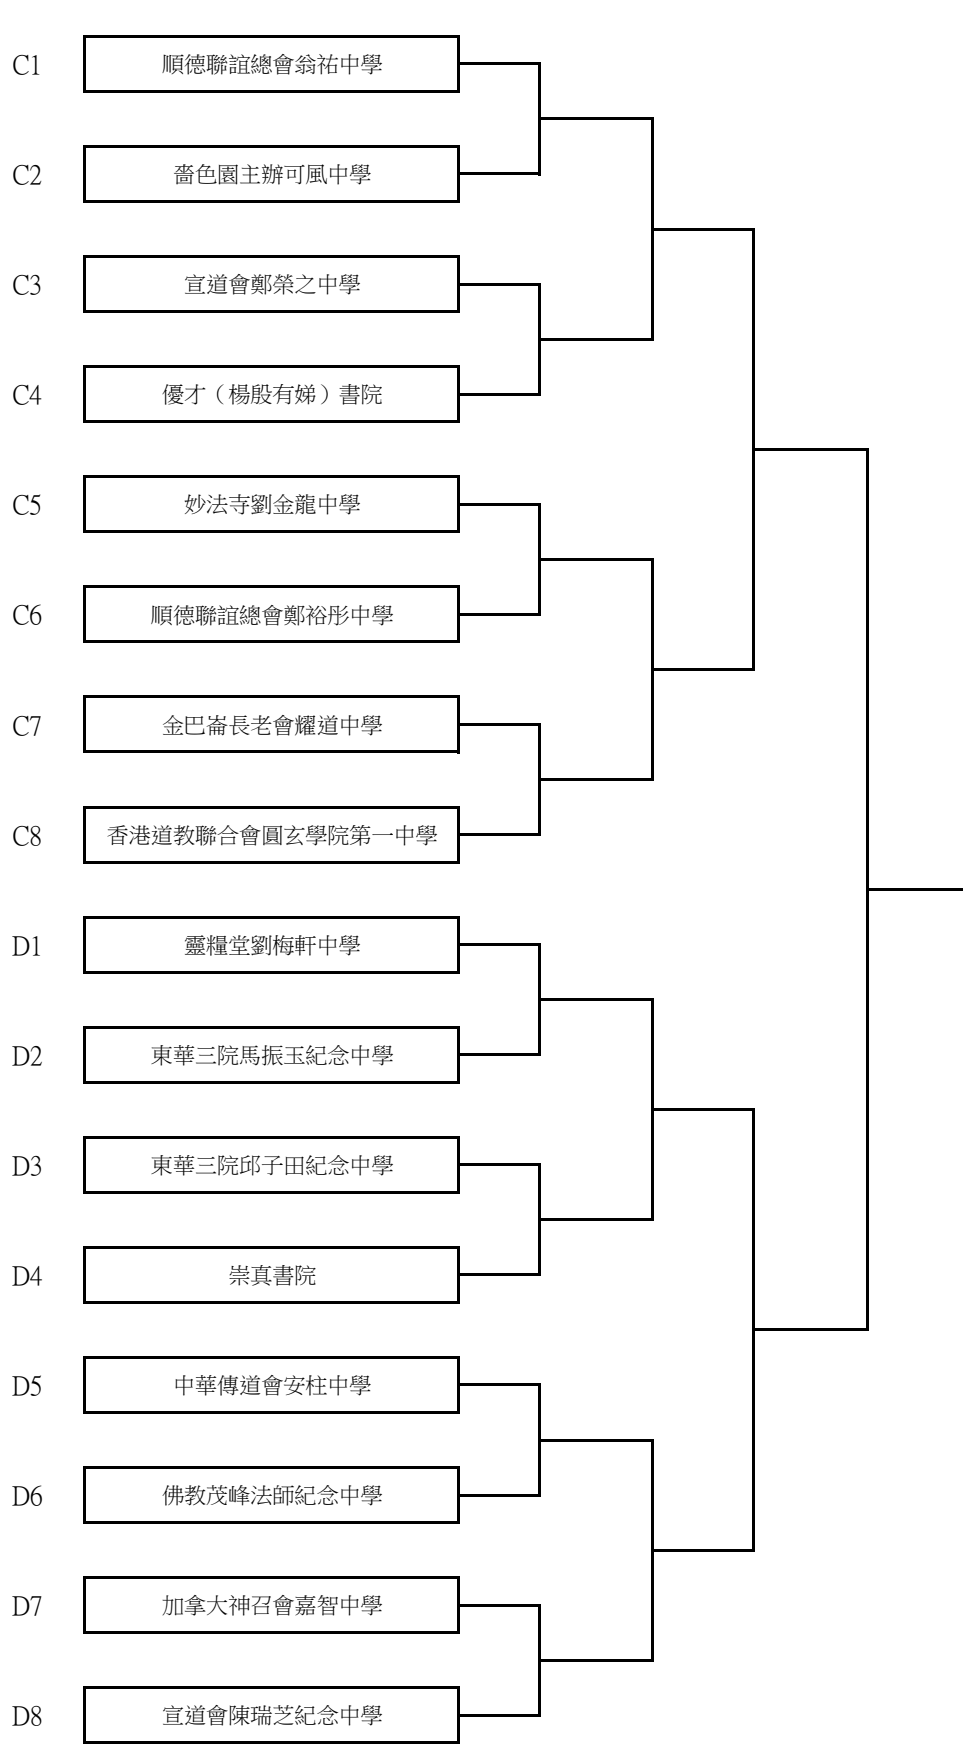 C1 順德聯誼總會翁祐中學
C2 嗇色園主辦可風中學
C3 宣道會鄭榮之中學
C4 優才（楊殷有娣）書院
C5 妙法寺劉金龍中學
C6 順德聯誼總會鄭裕彤中學
C7 金巴崙長老會耀道中學
C8 香港道教聯合會圓玄學院第一中學
D1 靈糧堂劉梅軒中學
D2 東華三院馬振玉紀念中學
D3 東華三院邱子田紀念中學
D4 崇真書院
D5 中華傳道會安柱中學
D6 佛教茂峰法師紀念中學
D7 加拿大神召會嘉智中學
D8 宣道會陳瑞芝紀念中學